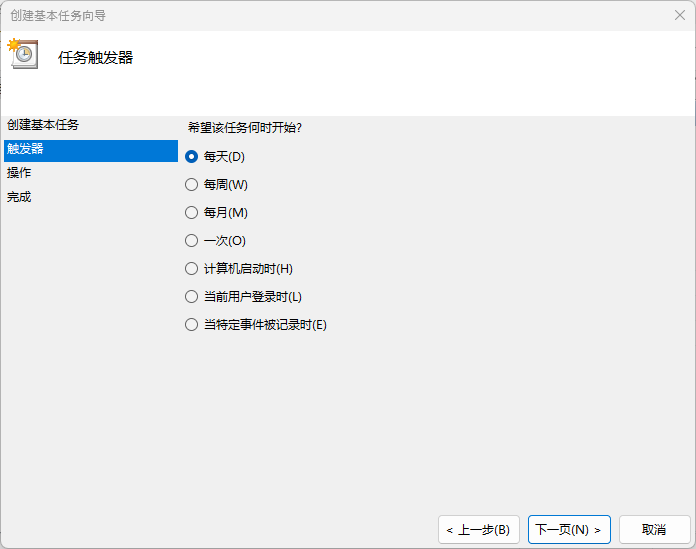 创建基本任务向导
任务触发器
创建基本任务
触发器
操作
完成
希望该任务何时开始?
每天(D)
每周(W)
每月(M)
一次(O)
计算机启动时(H)
当前用户登录时(L)
当特定事件被记录时(E)
< 上一步(B)
下一页(N) >
取消